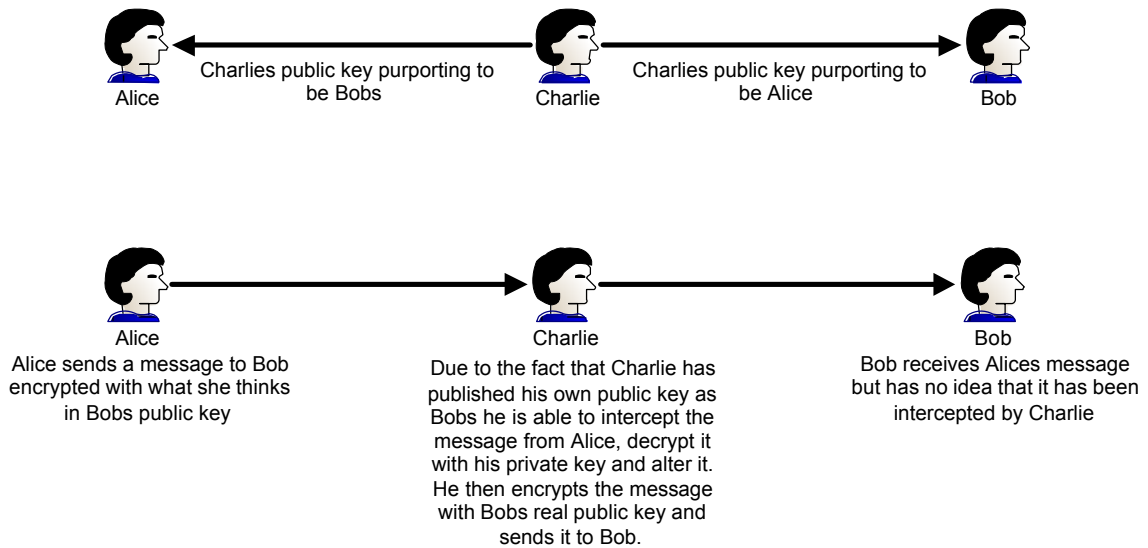 Charlies public key purporting to
be Bobs
Charlies public key purporting to
be Alice
Alice
Charlie
Bob
Alice
Alice sends a message to Bob
encrypted with what she thinks
in Bobs public key
Charlie
Due to the fact that Charlie has
published his own public key as
Bobs he is able to intercept the
message from Alice, decrypt it
with his private key and alter it.
He then encrypts the message
with Bobs real public key and
sends it to Bob.
Bob
Bob receives Alices message
but has no idea that it has been
intercepted by Charlie